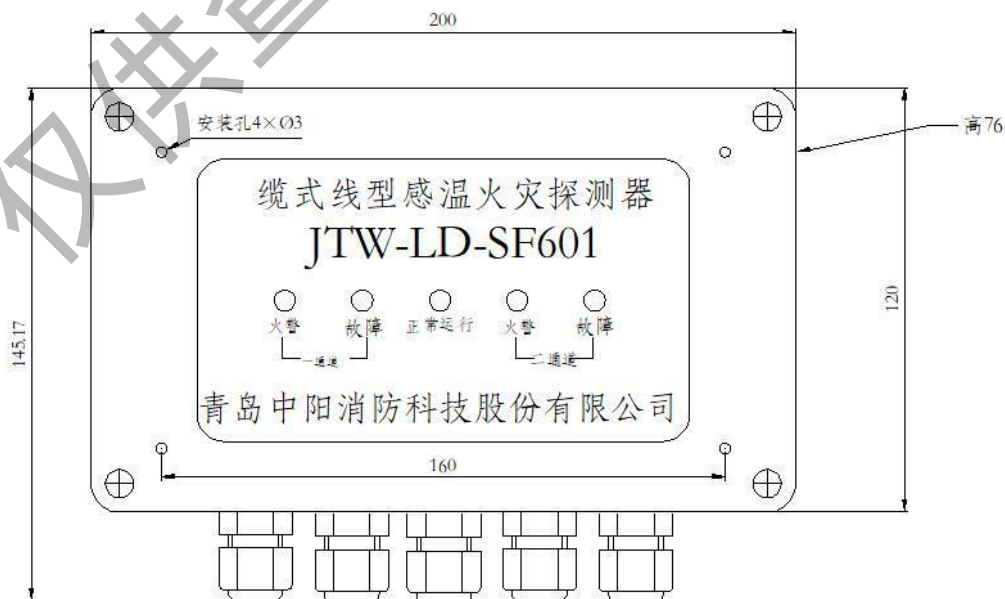 仅供查
200
安装孔4×Ø3
高76
缆式线型感温火灾探测器
JTW-LD-SF601
火警 故障 正常运行 火警 故障
一通道 二通道
145.17
120
青岛中阳消防科技股份有限公司
160